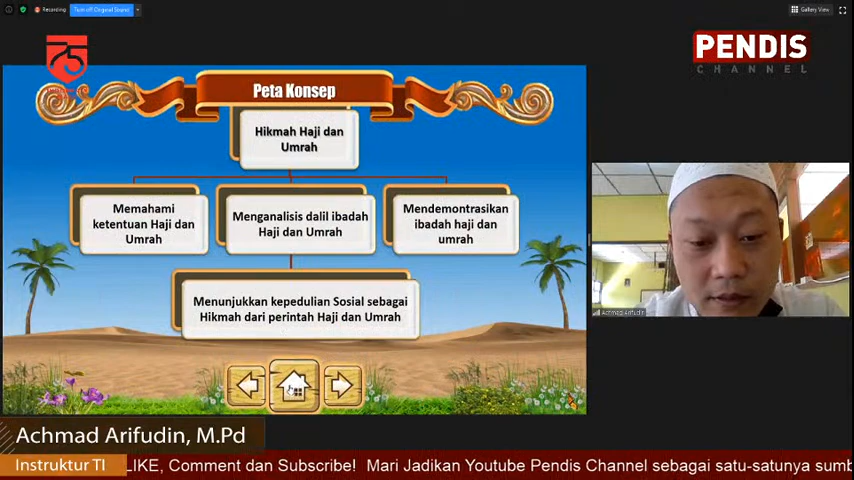 Recording
Turn off (Original Sound)
Gallery View
75
PENDIS
CHANNEL
Peta Konsep
Hikmah Haji dan
Umrah
Memahami
ketentuan Haji dan
Umrah
Menganalisis dalil ibadah
Haji dan Umrah
Mendemontrasikan
ibadah haji dan
umrah
Menunjukkan kepedulian Sosial sebagai
Hikmah dari perintah Haji dan Umrah
Achmad Arifudin
Achmad Arifudin, M.Pd
Instruktur TI
LIKE, Comment dan Subscribe! Mari Jadikan Youtube Pendis Channel sebagai satu-satunya sumb